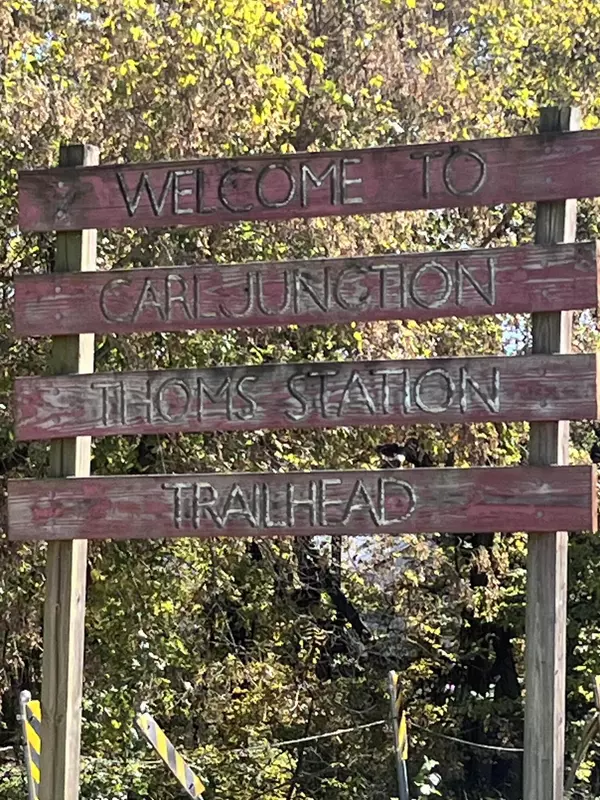 WELCOME TO
CARL JUNCTION
THOMS STATION
TRAILHEAD